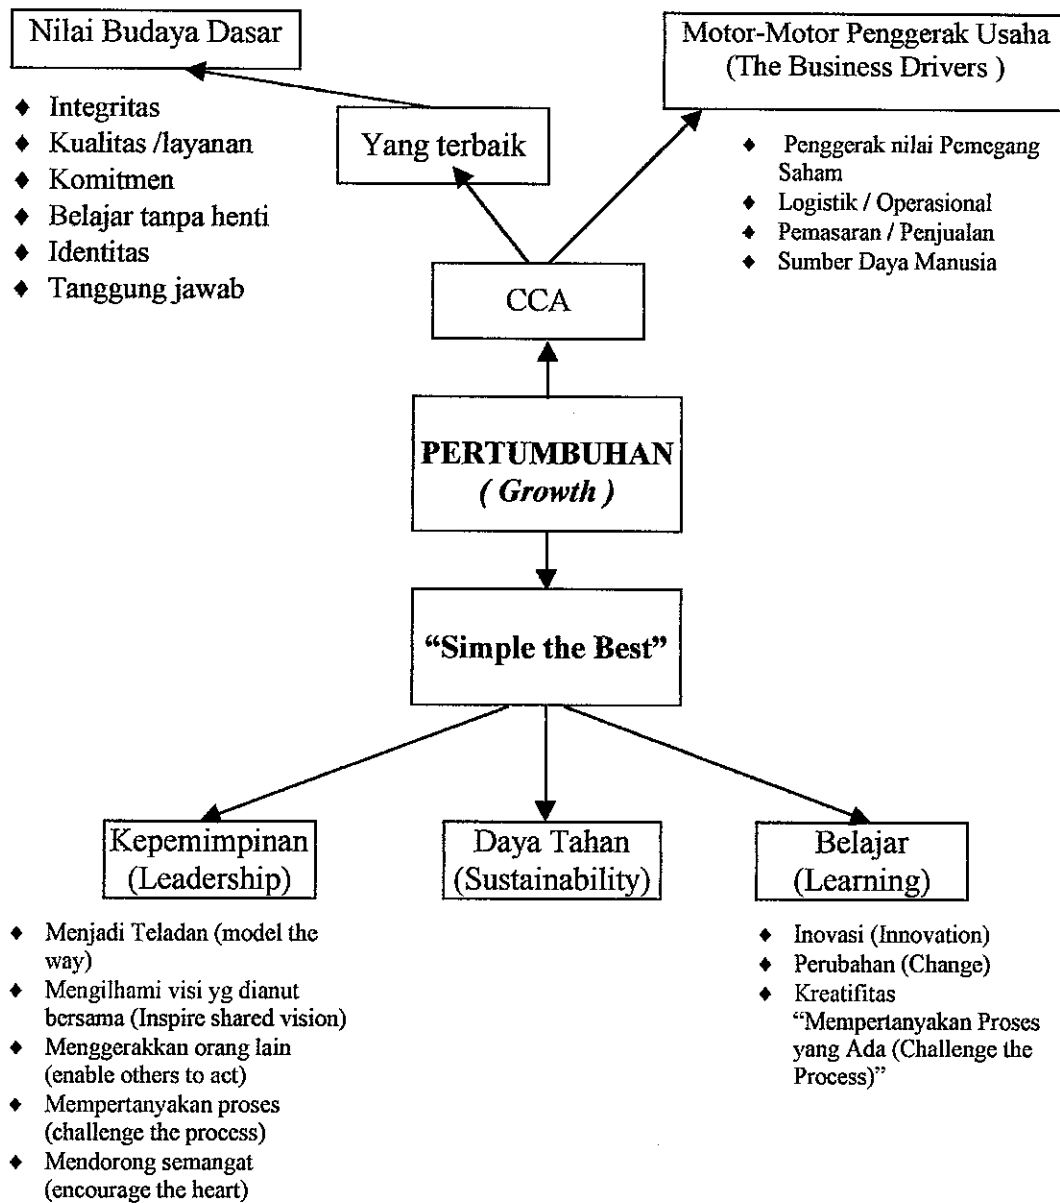 Nilai Budaya Dasar
♦ Integritas
♦ Kualitas /layanan
♦ Komitmen
♦ Belajar tanpa henti
♦ Identitas
♦ Tanggung jawab
Yang terbaik
Motor-Motor Penggerak Usaha
(The Business Drivers )
♦ Penggerak nilai Pemegang
Saham
♦ Logistik / Operasional
♦ Pemasaran / Penjualan
♦ Sumber Daya Manusia
CCA
PERTUMBUHAN
( Growth )
“Simple the Best”
Kepemimpinan
(Leadership)
♦ Menjadi Teladan (model the
way)
♦ Mengilhami visi yg dianut
bersama (Inspire shared vision)
♦ Menggerakkan orang lain
(enable others to act)
♦ Mempertanyakan proses
(challenge the process)
♦ Mendorong semangat
(encourage the heart)
Daya Tahan
(Sustainability)
Belajar
(Learning)
♦ Inovasi (Innovation)
♦ Perubahan (Change)
♦ Kreatifitas
“Mempertanyakan Proses
yang Ada (Challenge the
Process)”